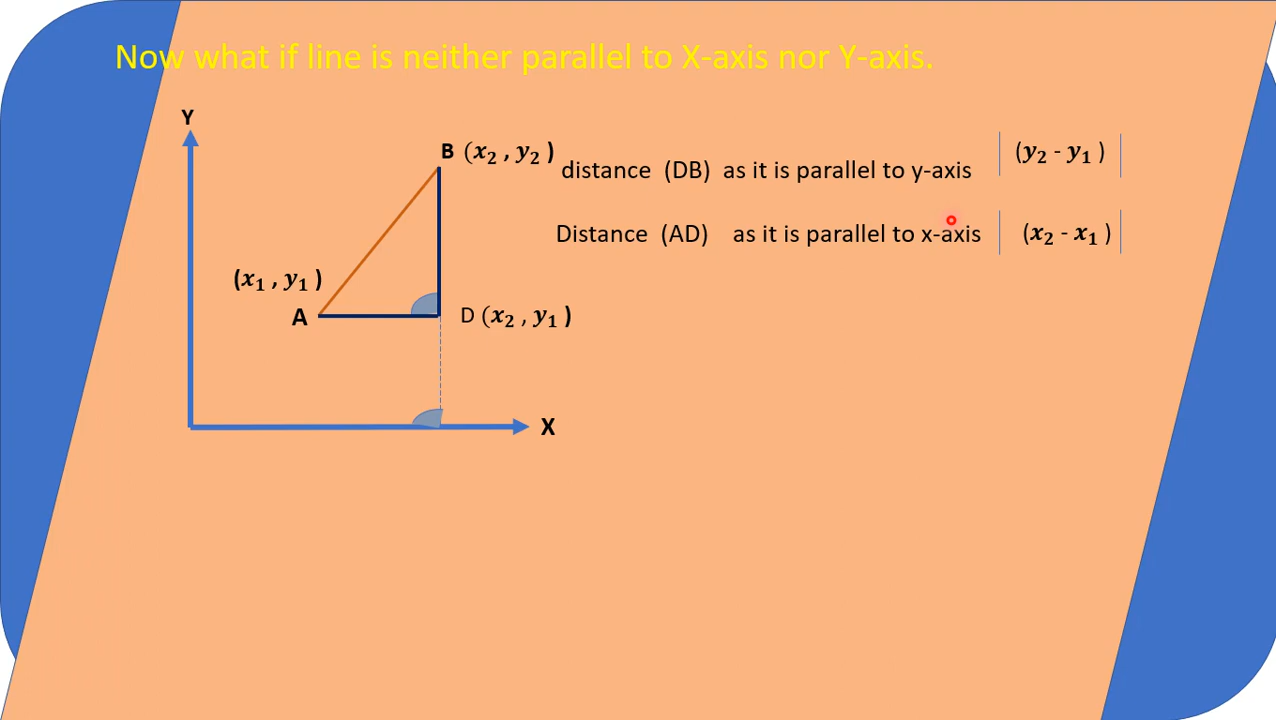 Now what if line is neither parallel to X-axis nor Y-axis.
Y
B (x₂ , y₂ )
distance (DB) as it is parallel to y-axis | (y₂ - y₁ ) |
Distance (AD) as it is parallel to x-axis | (x₂ - x₁ ) |
(x₁ , y₁ )
A
D (x₂ , y₁ )
X